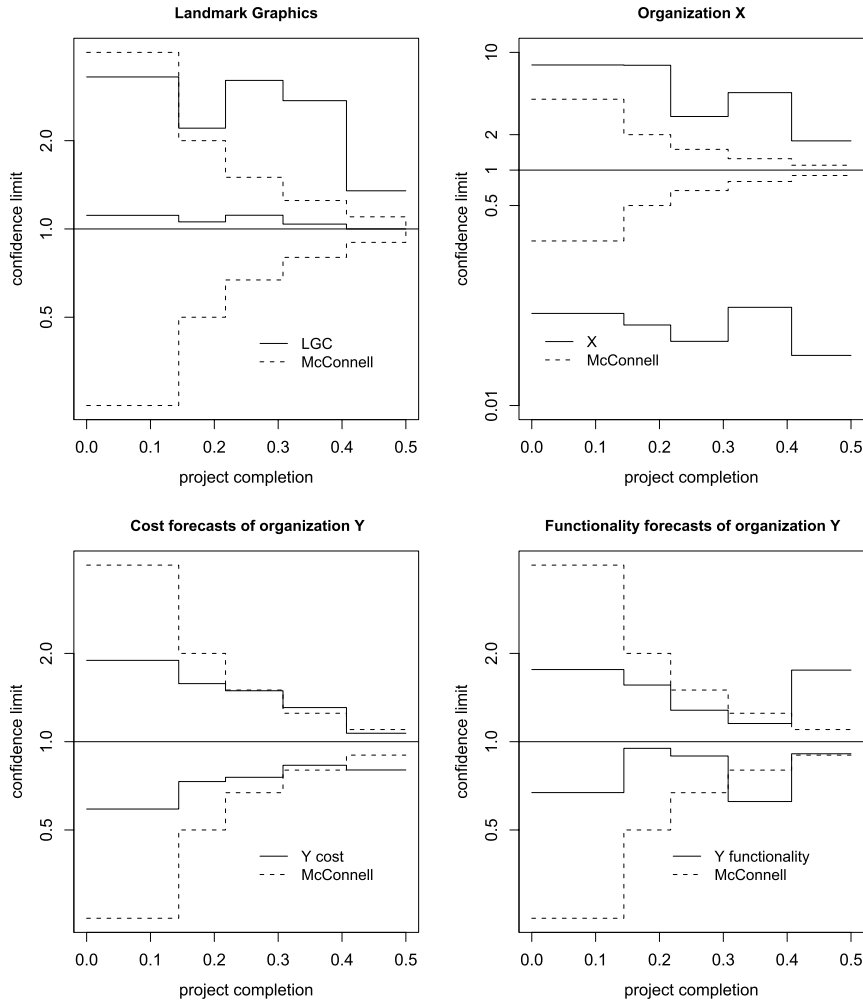 Landmark Graphics
confidence limit
2.0
1.0
0.5
LGC
McConnell
0.0 0.1 0.2 0.3 0.4 0.5
project completion
Organization X
confidence limit
10
2
1
0.5
0.01
X
McConnell
0.0 0.1 0.2 0.3 0.4 0.5
project completion
Cost forecasts of organization Y
confidence limit
2.0
1.0
0.5
Y cost
McConnell
0.0 0.1 0.2 0.3 0.4 0.5
project completion
Functionality forecasts of organization Y
confidence limit
2.0
1.0
0.5
Y functionality
McConnell
0.0 0.1 0.2 0.3 0.4 0.5
project completion